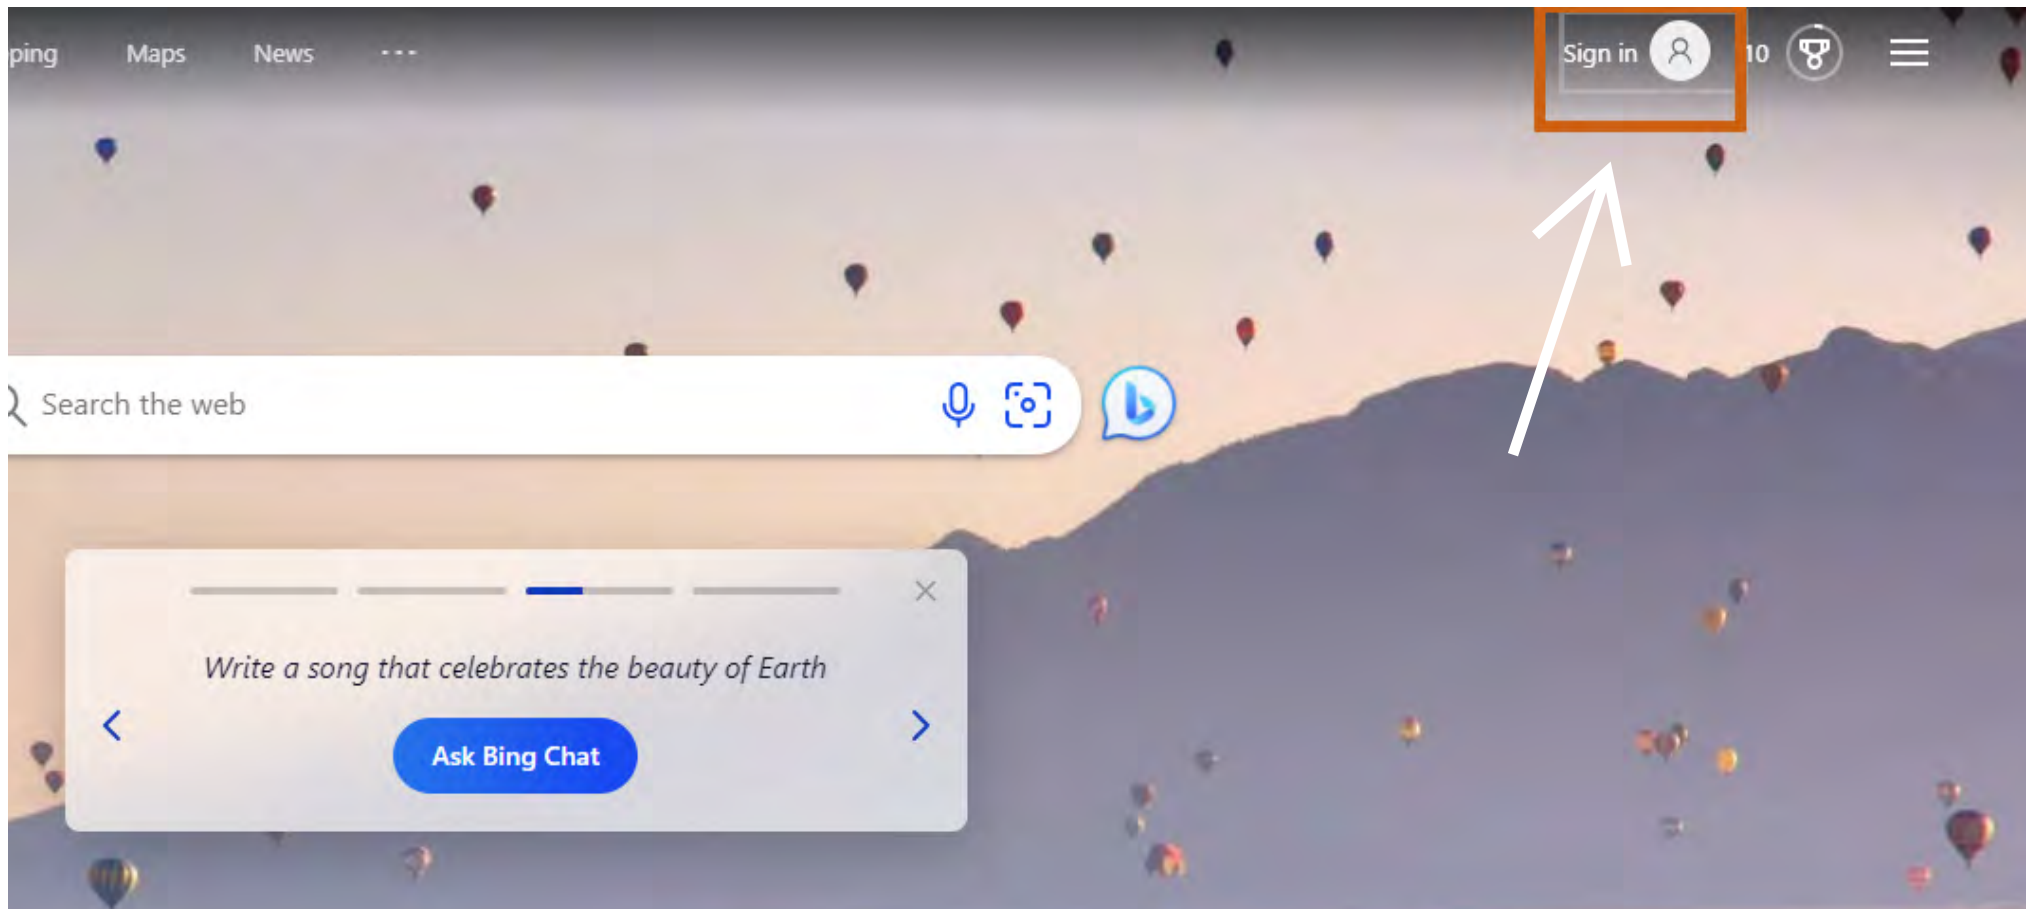 ping Maps News ...
Sign in 10
Search the web
Write a song that celebrates the beauty of Earth
Ask Bing Chat